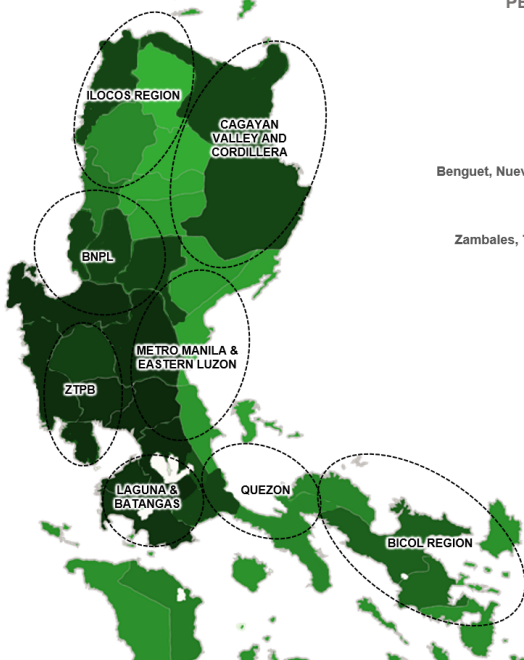 PE
ILOCOS REGION
CAGAYAN
VALLEY AND
CORDILLERA
Benguet, Nuev
Zambales,
BNPL
METRO MANILA &
EASTERN LUZON
ZTPB
LAGUNA &
BATANGAS
QUEZON
BICOL REGION